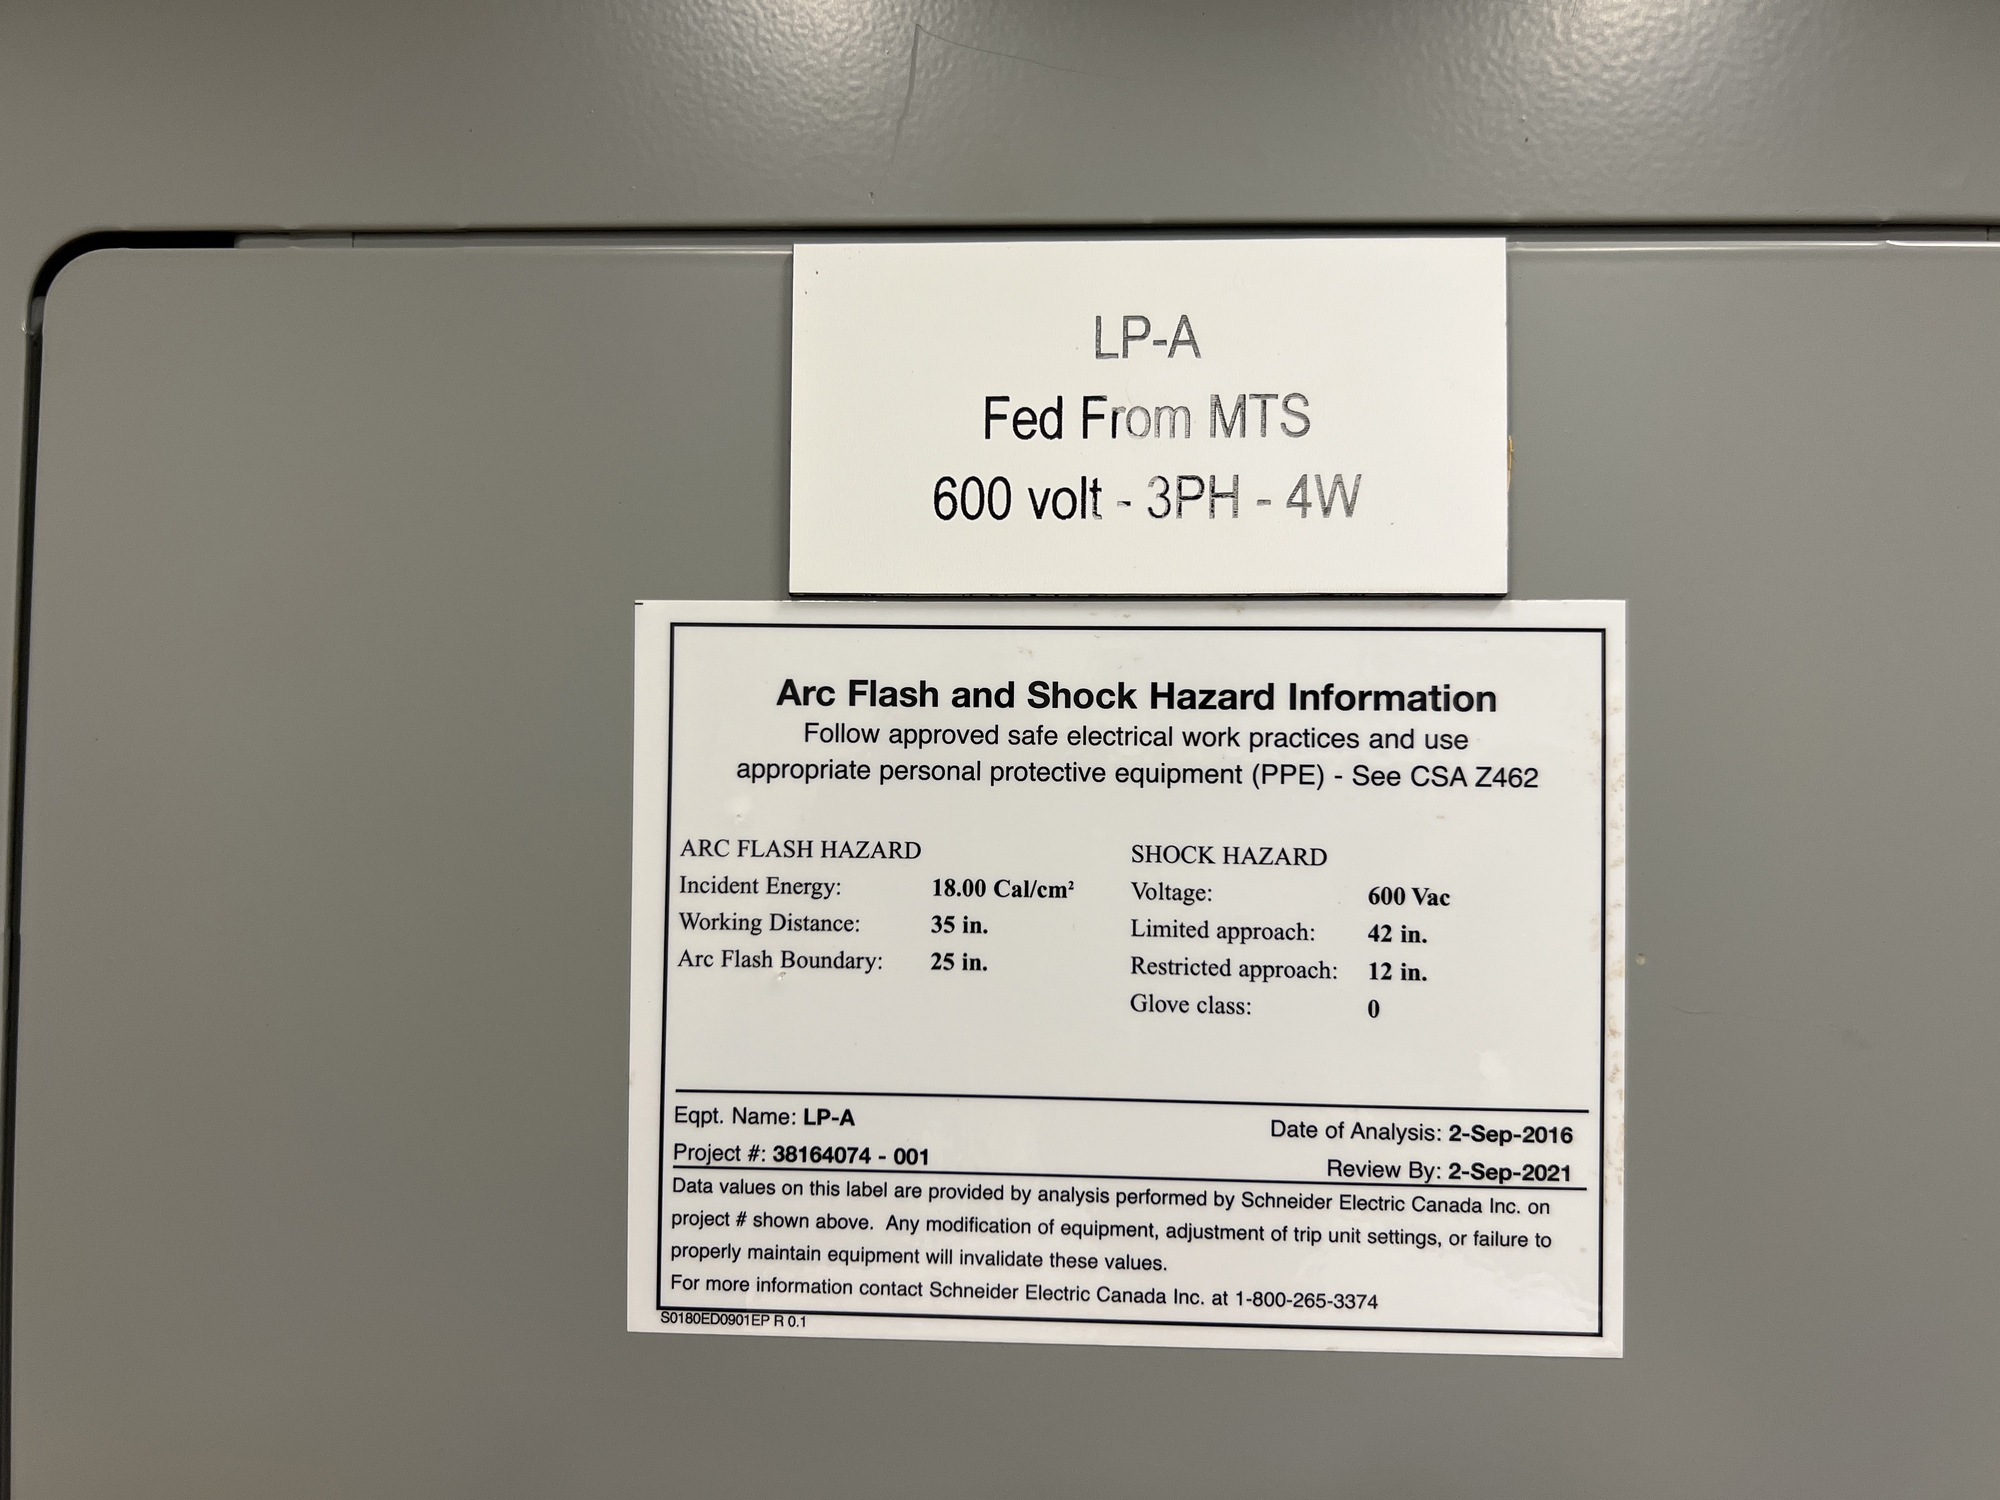 LP-A
Fed From MTS
600 volt - 3PH - 4W
Arc Flash and Shock Hazard Information
Follow approved safe electrical work practices and use
appropriate personal protective equipment (PPE) - See CSA Z462
ARC FLASH HAZARD
Incident Energy: 18.00 Cal/cm²
Working Distance: 35 in.
Arc Flash Boundary: 25 in.
SHOCK HAZARD
Voltage: 600 Vac
Limited approach: 42 in.
Restricted approach: 12 in.
Glove class: 0
Eqpt. Name: LP-A
Project #: 38164074 - 001
Date of Analysis: 2-Sep-2016
Review By: 2-Sep-2021
Data values on this label are provided by analysis performed by Schneider Electric Canada Inc. on
project # shown above. Any modification of equipment, adjustment of trip unit settings, or failure to
properly maintain equipment will invalidate these values.
For more information contact Schneider Electric Canada Inc. at 1-800-265-3374
S0180ED0901EP R 0.1